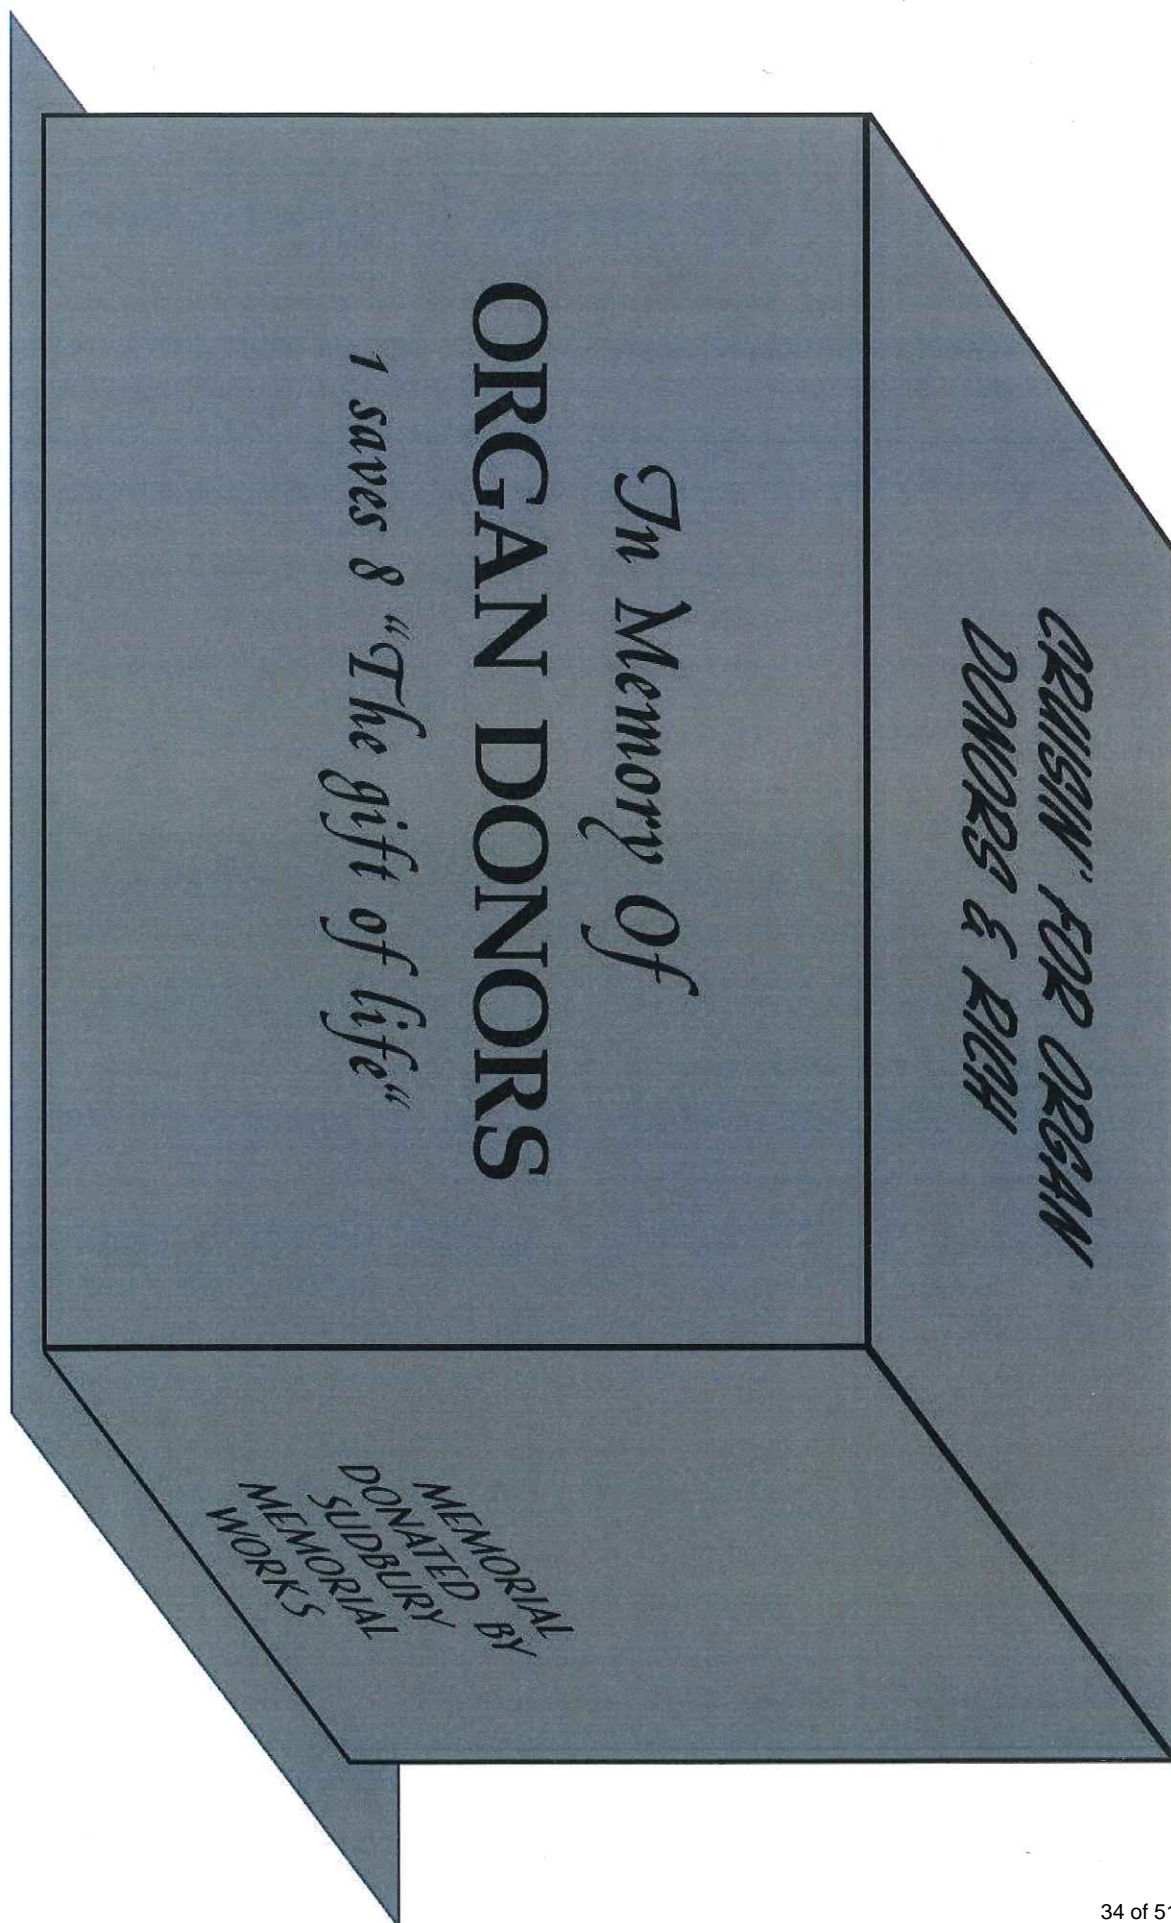 CRUISIN' FOR ORGAN
DONORS & RICH
In Memory Of
ORGAN DONORS
1 saves 8 "The gift of life"
MEMORIAL
DONATED BY
SUDBURY
MEMORIAL
WORKS
34 of 51